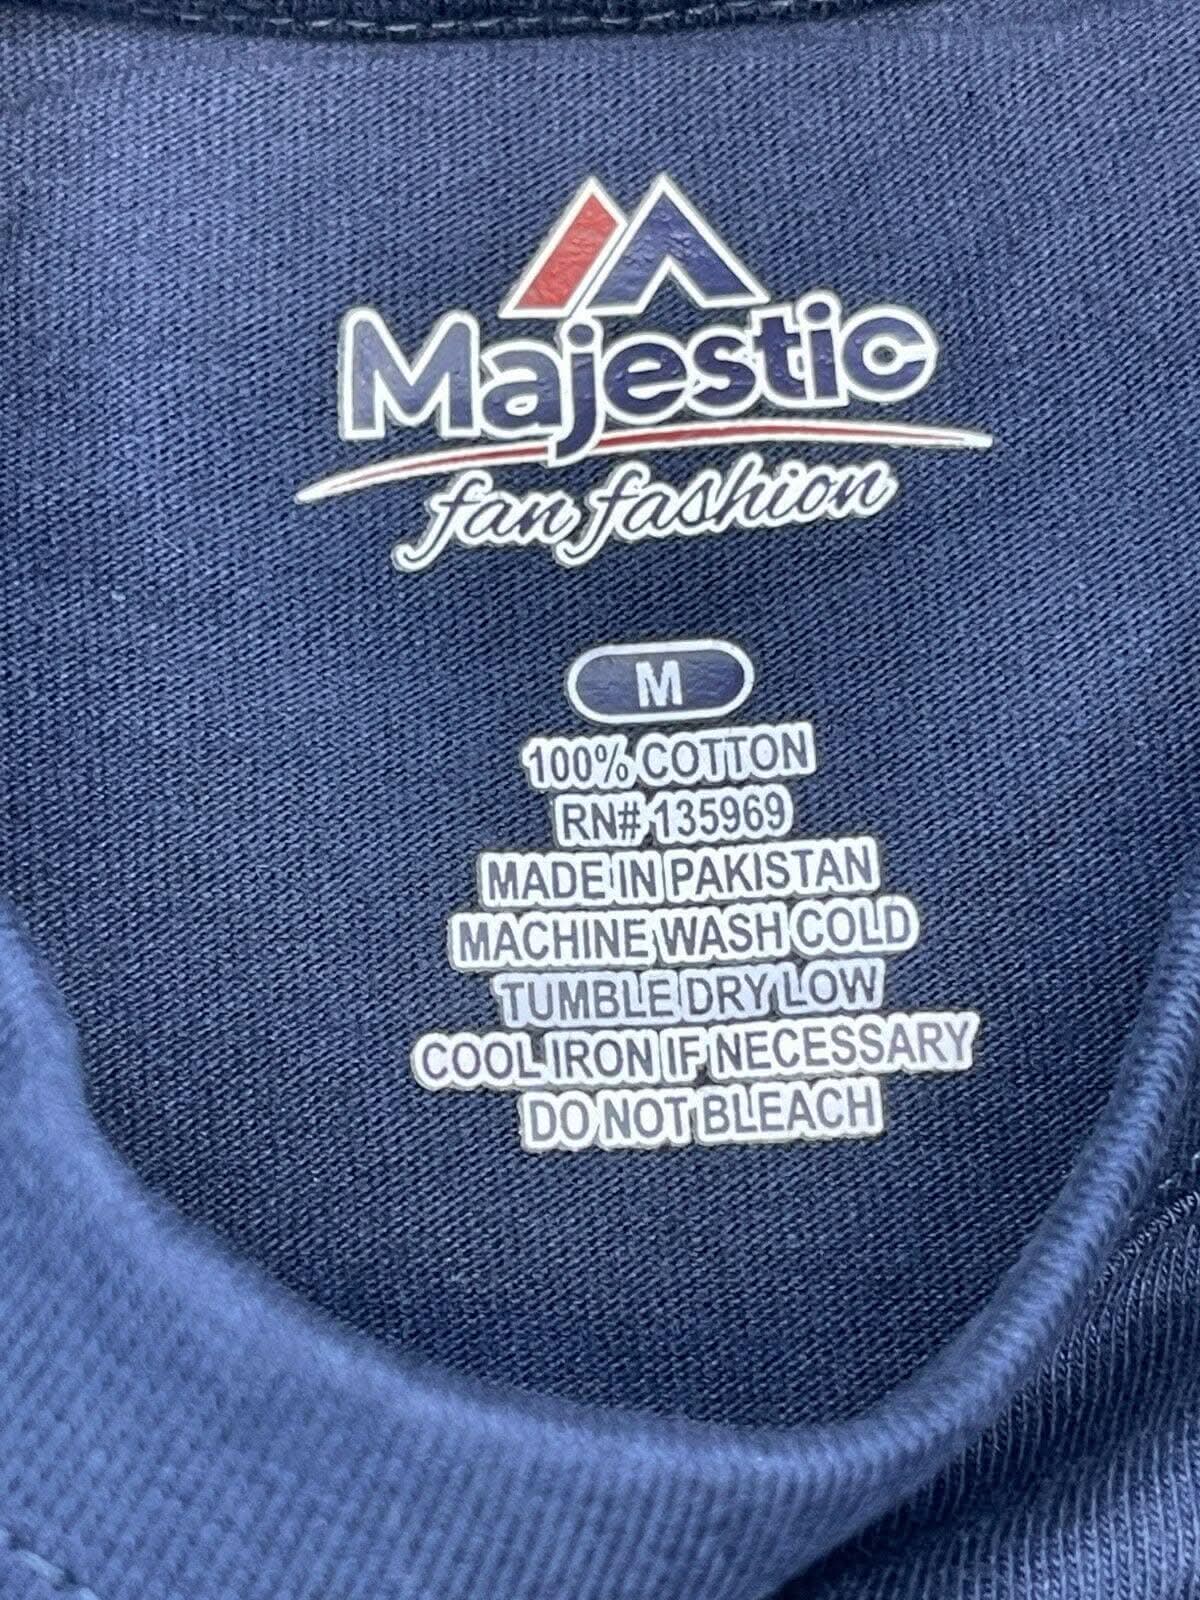 Majestic
fan fashion
M
100% COTTON
RN# 135969
MADE IN PAKISTAN
MACHINE WASH COLD
TUMBLE DRY LOW
COOL IRON IF NECESSARY
DO NOT BLEACH